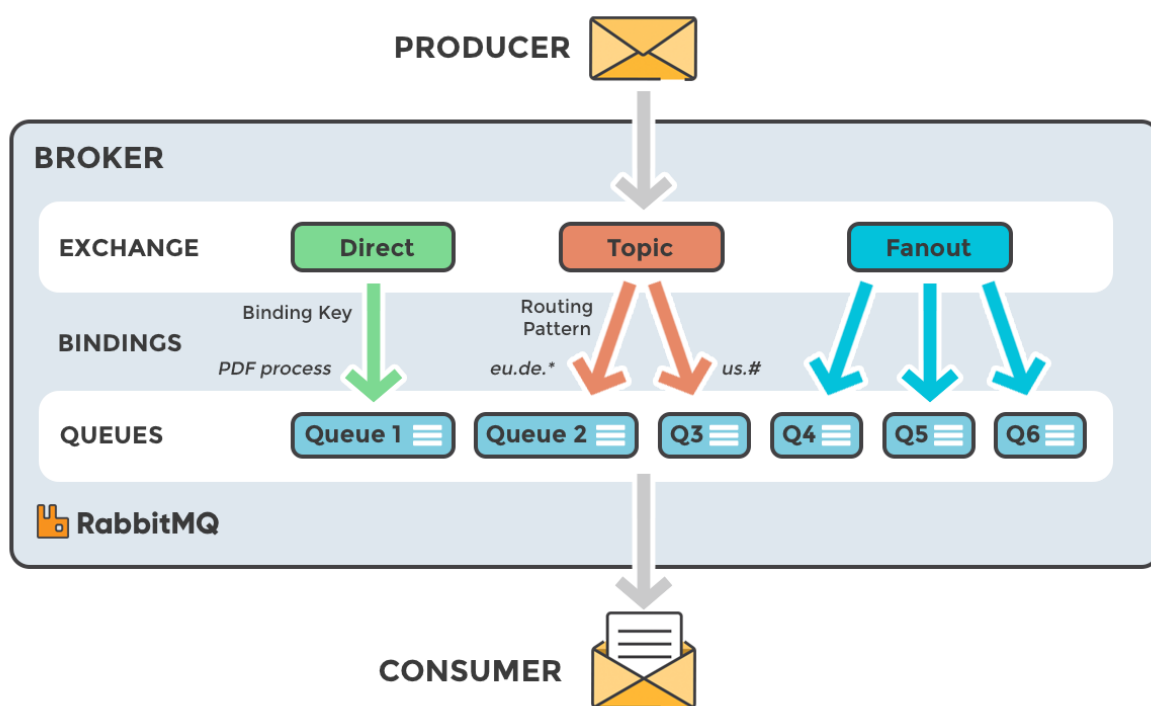 PRODUCER
BROKER
EXCHANGE
Direct
Topic
Fanout
Binding Key
Routing
Pattern
BINDINGS
PDF process
eu.de.*
us.#
QUEUES
Queue 1
Queue 2
Q3
Q4
Q5
Q6
RabbitMQ
CONSUMER